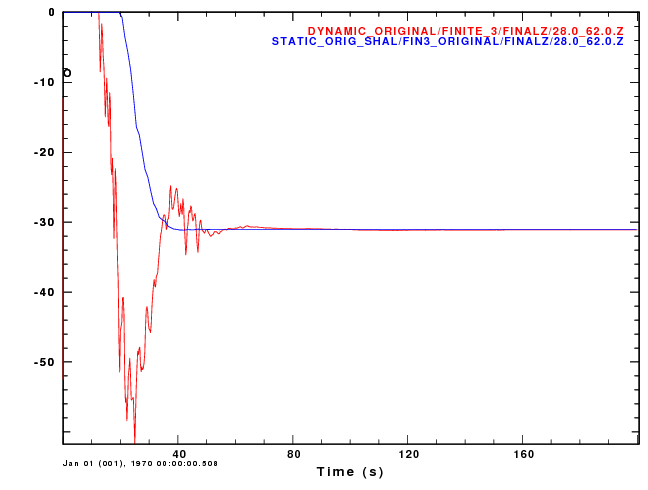 0
DYNAMIC_ORIGINAL/FINITE_3/FINALZ/28.0_62.0.Z
STATIC_ORIG_SHAL/FIN3_ORIGINAL/FINALZ/28.0_62.0.Z
-10
-20
-30
-40
-50
40 80 120 160
Jan 01 (001), 1970 00:00:00.508
Time (s)